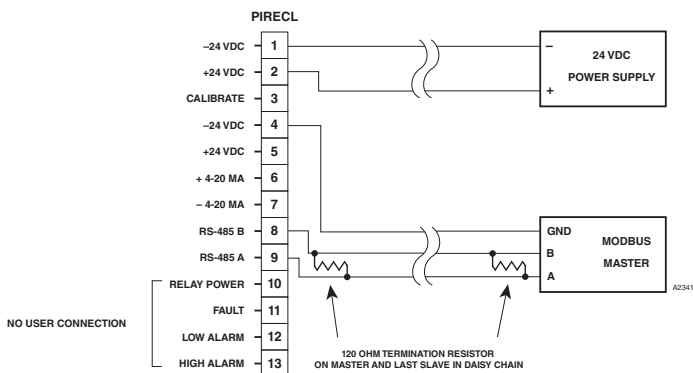 PIRECL
–24 VDC 1
+24 VDC 2
CALIBRATE 3
–24 VDC 4
+24 VDC 5
+ 4-20 MA 6
– 4-20 MA 7
RS-485 B 8
RS-485 A 9
RELAY POWER 10
FAULT 11
LOW ALARM 12
HIGH ALARM 13
NO USER CONNECTION
–
24 VDC
POWER SUPPLY
+
GND
MODBUS
B
MASTER
A
A2341
120 OHM TERMINATION RESISTOR
ON MASTER AND LAST SLAVE IN DAISY CHAIN